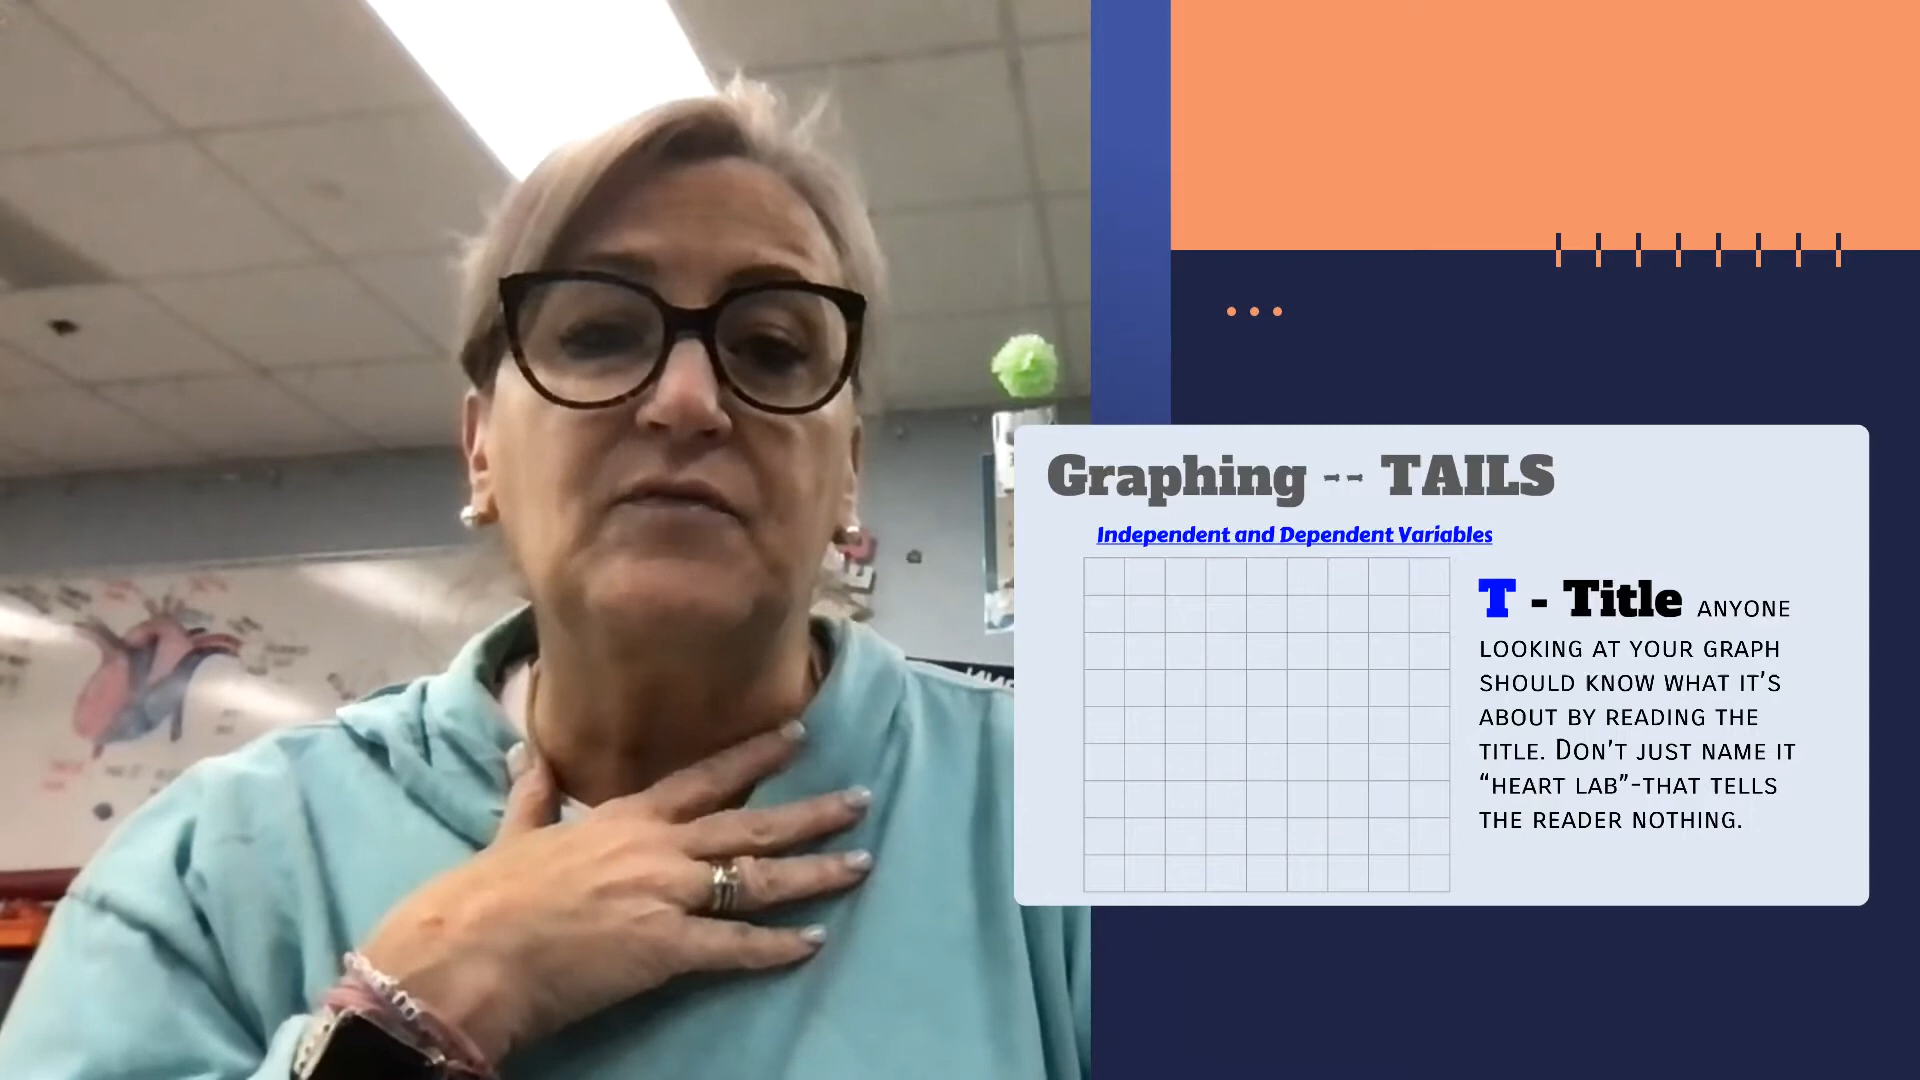 Graphing -- TAILS
Independent and Dependent Variables
T - Title ANYONE
LOOKING AT YOUR GRAPH
SHOULD KNOW WHAT IT'S
ABOUT BY READING THE
TITLE. DON'T JUST NAME IT
"HEART LAB"-THAT TELLS
THE READER NOTHING.